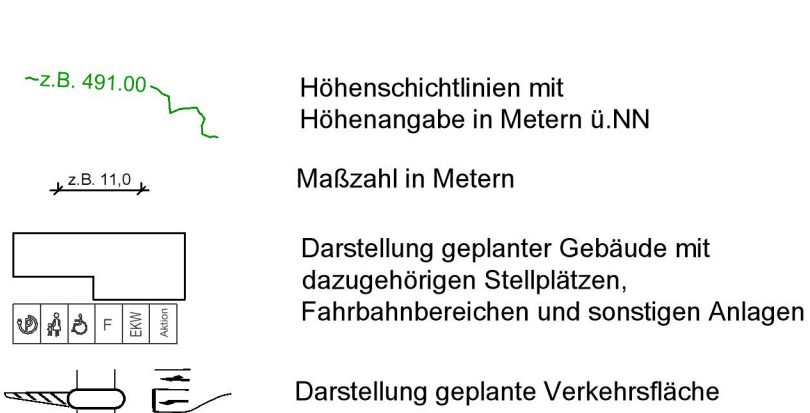 ~z.B. 491.00
Höhenschichtlinien mit
Höhenangabe in Metern ü.NN
z.B. 11,0
Maßzahl in Metern
Darstellung geplanter Gebäude mit
dazugehörigen Stellplätzen,
Fahrbahnbereichen und sonstigen Anlagen
EKW
Aktion
Darstellung geplante Verkehrsfläche